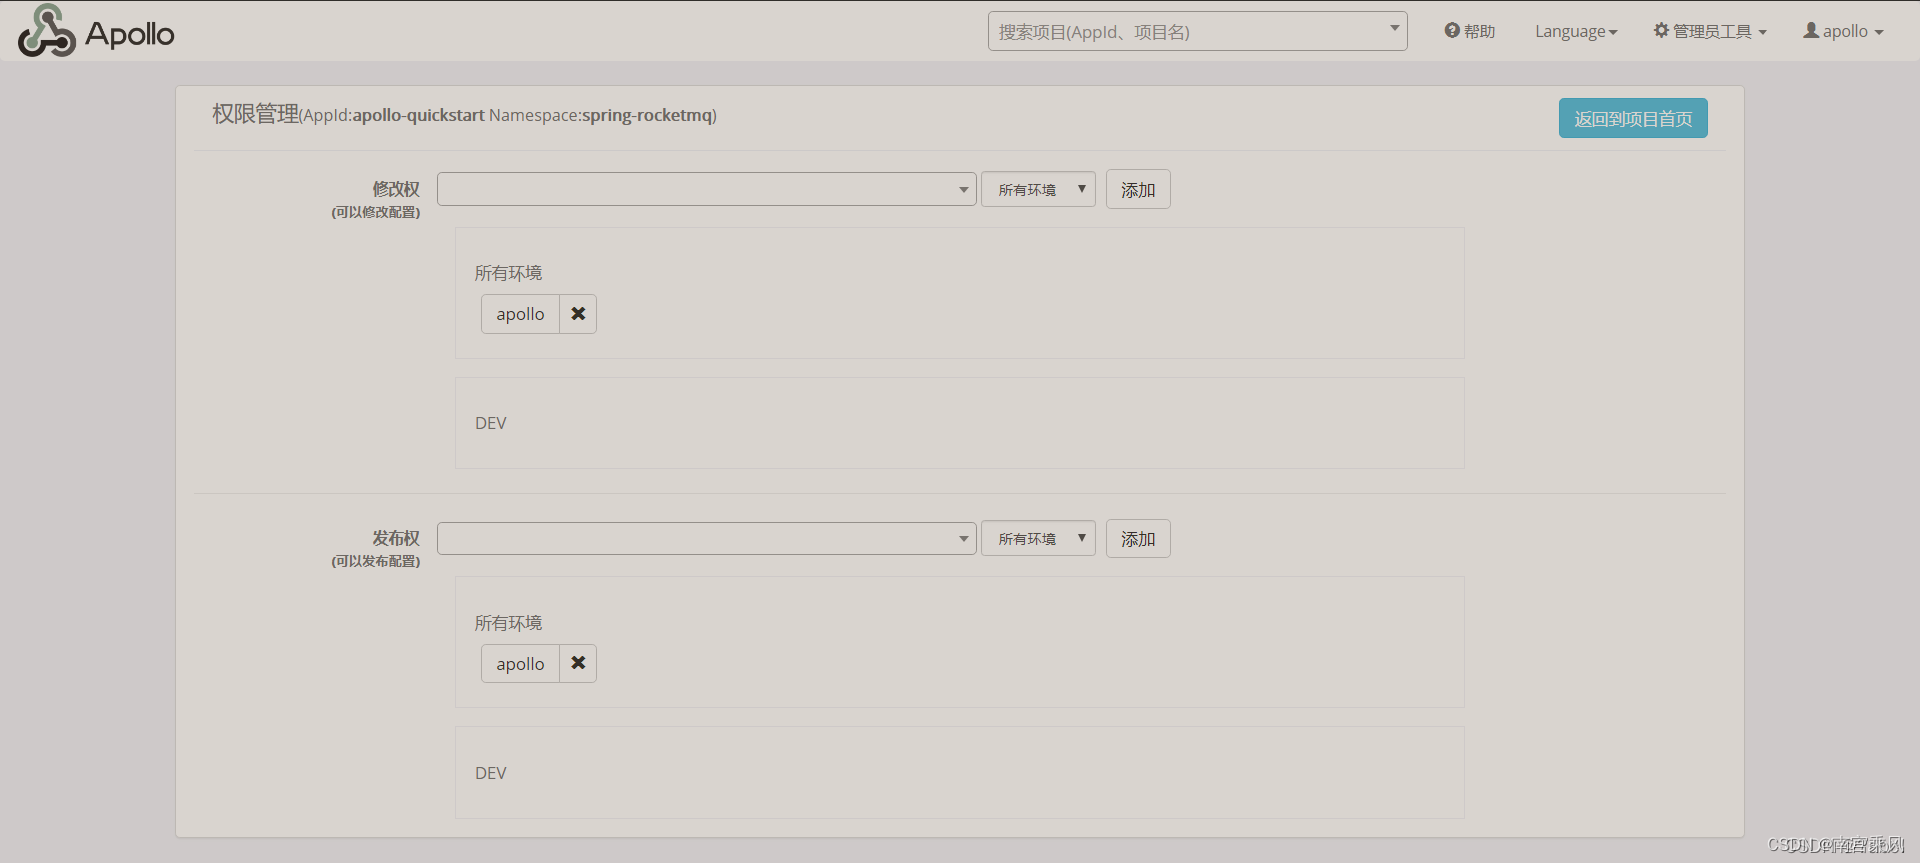 Apollo
搜索项目(AppId、项目名)
帮助
Language
管理员工具
apollo
权限管理(AppId:apollo-quickstart Namespace:spring-rocketmq)
返回到项目首页
修改权
(可以修改配置)
所有环境
添加
所有环境
apollo
DEV
发布权
(可以发布配置)
所有环境
添加
所有环境
apollo
DEV